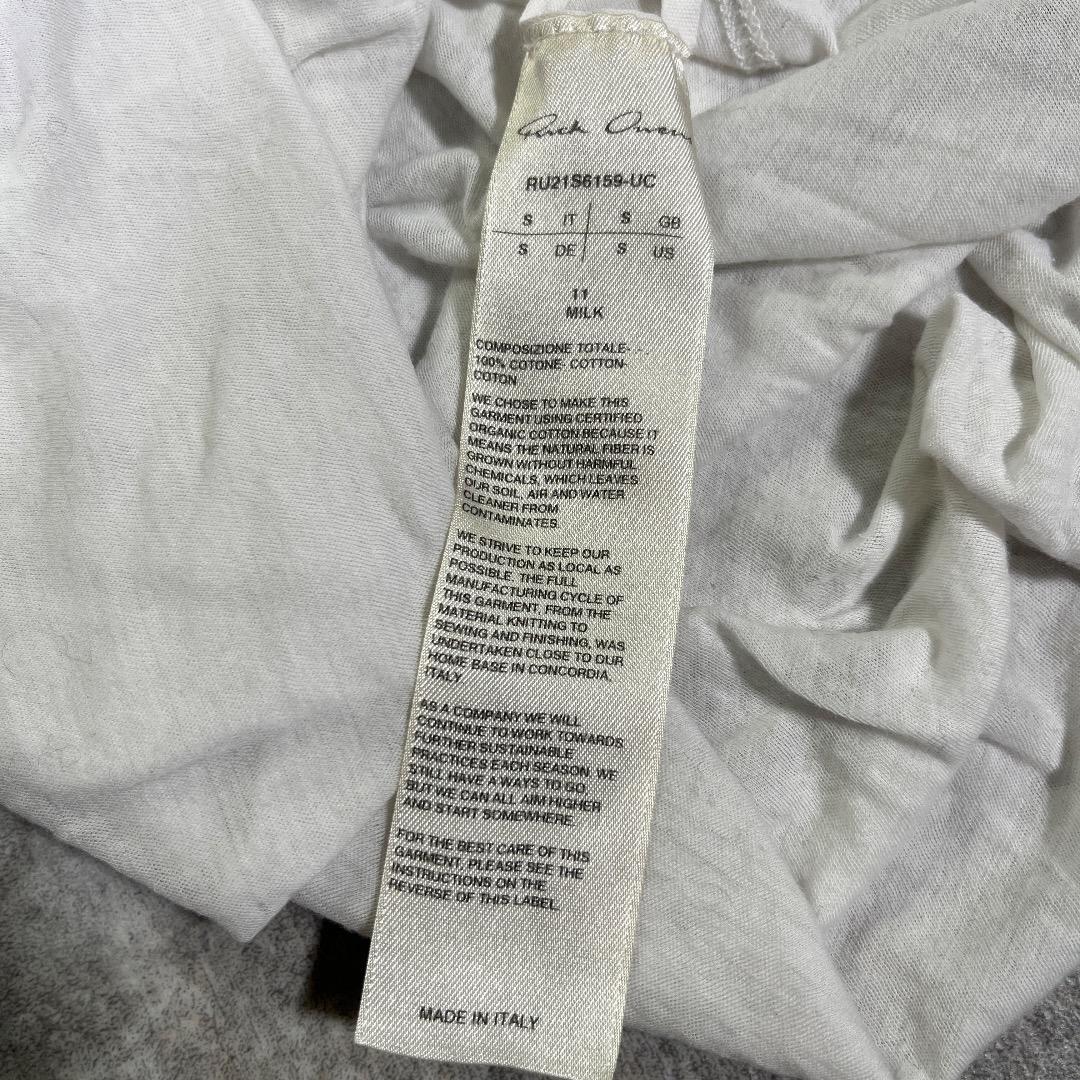 Rick Owens
RU21S6159-UC
S IT S GB
S DE S US
11
MILK
COMPOSIZIONE TOTALE- - .
100% COTONE- COTTON-
COTON
WE CHOSE TO MAKE THIS
GARMENT USING CERTIFIED
ORGANIC COTTON BECAUSE IT
MEANS THE NATURAL FIBER IS
GROWN WITHOUT HARMFUL
CHEMICALS, WHICH LEAVES
OUR SOIL, AIR AND WATER
CLEANER FROM
CONTAMINATES.
WE STRIVE TO KEEP OUR
PRODUCTION AS LOCAL AS
POSSIBLE. THE FULL
MANUFACTURING CYCLE OF
THIS GARMENT, FROM THE
MATERIAL KNITTING TO
SEWING AND FINISHING, WAS
UNDERTAKEN CLOSE TO OUR
HOME BASE IN CONCORDIA,
ITALY.
AS A COMPANY WE WILL
CONTINUE TO WORK TOWARDS
FURTHER SUSTAINABLE
PRACTICES EACH SEASON. WE
STILL HAVE A WAYS TO GO
BUT WE CAN ALL AIM HIGHER
AND START SOMEWHERE.
FOR THE BEST CARE OF THIS
GARMENT, PLEASE SEE THE
INSTRUCTIONS ON THE
REVERSE OF THIS LABEL.
MADE IN ITALY